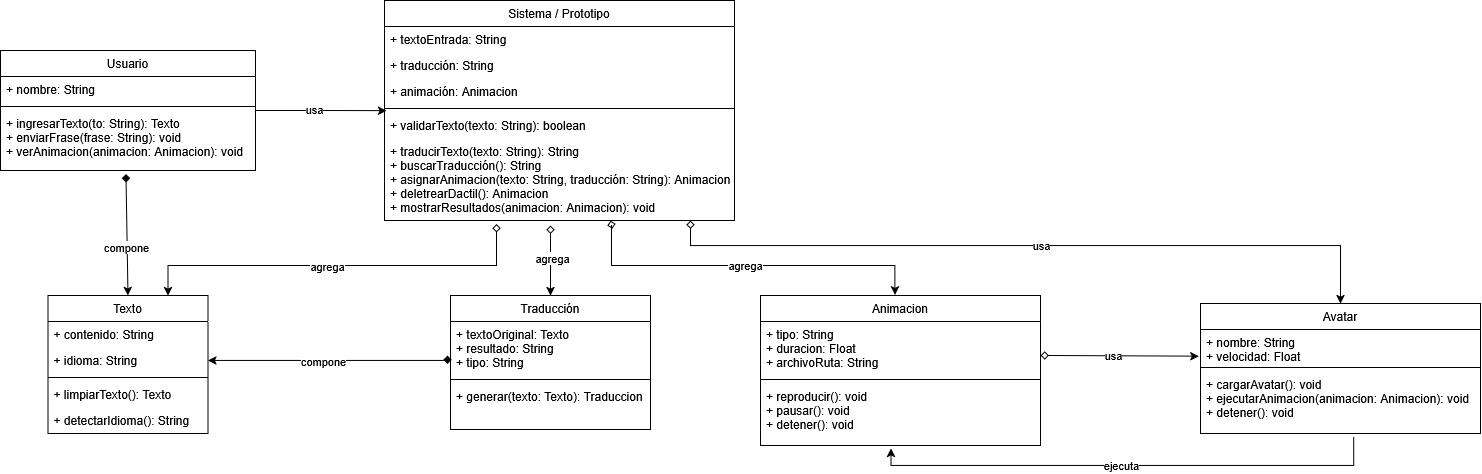 Sistema / Prototipo
+ textoEntrada: String
+ traducción: String
+ animación: Animacion
+ validarTexto(texto: String): boolean
+ traducirTexto(texto: String): String
+ buscarTraducción(): String
+ asignarAnimacion(texto: String, traducción: String): Animacion
+ deletrearDactil(): Animacion
+ mostrarResultados(animacion: Animacion): void
Usuario
+ nombre: String
+ ingresarTexto(to: String): Texto
+ enviarFrase(frase: String): void
+ verAnimacion(animacion: Animacion): void
usa
compone
agrega
agrega
agrega
usa
Texto
+ contenido: String
+ idioma: String
+ limpiarTexto(): Texto
+ detectarIdioma(): String
compone
Traducción
+ textoOriginal: Texto
+ resultado: String
+ tipo: String
+ generar(texto: Texto): Traduccion
Animacion
+ tipo: String
+ duracion: Float
+ archivoRuta: String
+ reproducir(): void
+ pausar(): void
+ detener(): void
usa
Avatar
+ nombre: String
+ velocidad: Float
+ cargarAvatar(): void
+ ejecutarAnimacion(animacion: Animacion): void
+ detener(): void
ejecuta